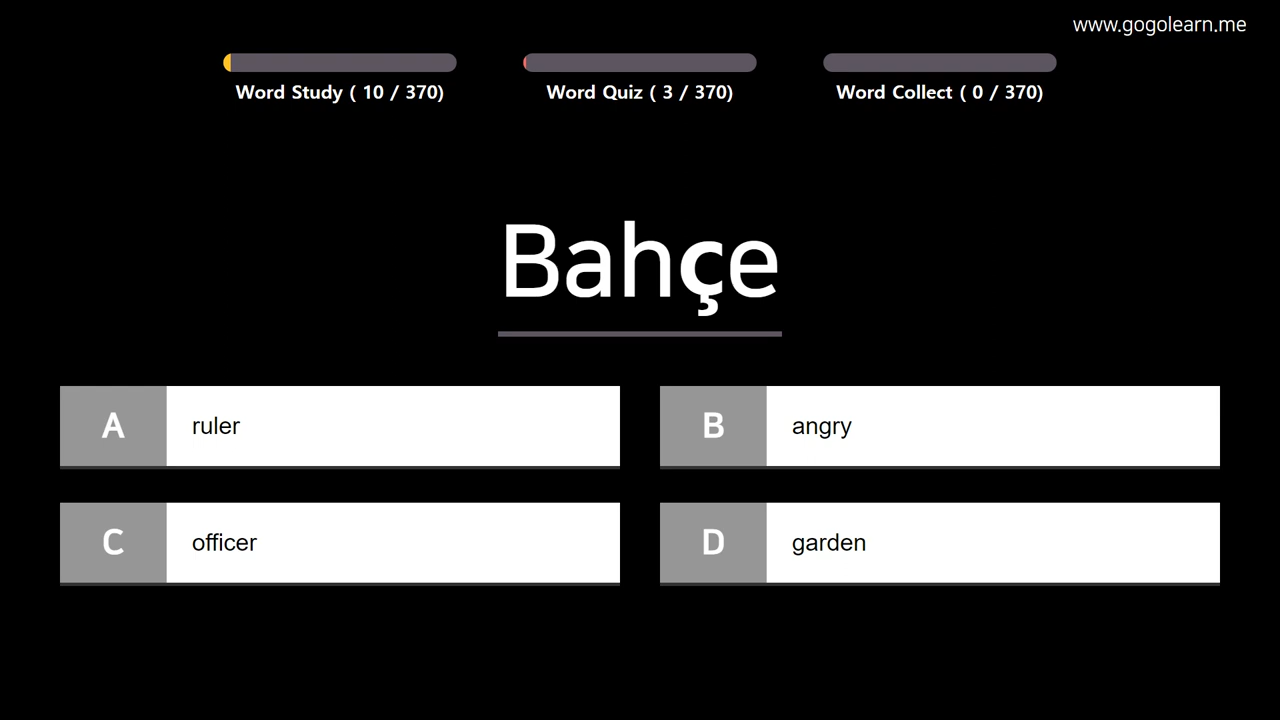 www.gogolearn.me
Word Study ( 10 / 370)
Word Quiz ( 3 / 370)
Word Collect ( 0 / 370)
Bahçe
A ruler
B angry
C officer
D garden